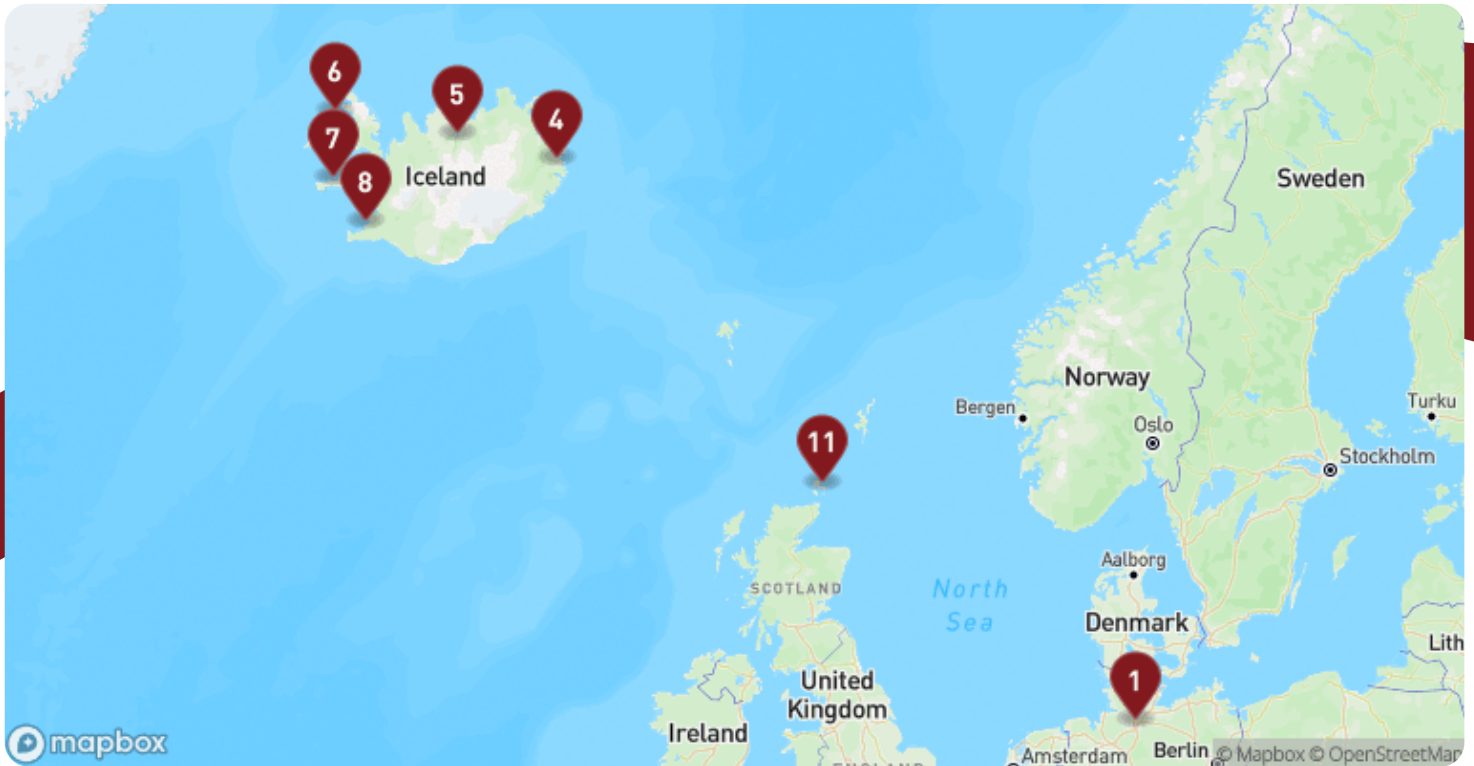 6
5
4
7
8
Iceland
Sweden
Norway
Bergen
Oslo
Turku
Stockholm
11
Aalborg
SCOTLAND
North
Sea
Denmark
Lith
1
United
Kingdom
Ireland
Amsterdam
Berlin
ENGLAND
mapbox
© Mapbox © OpenStreetMap